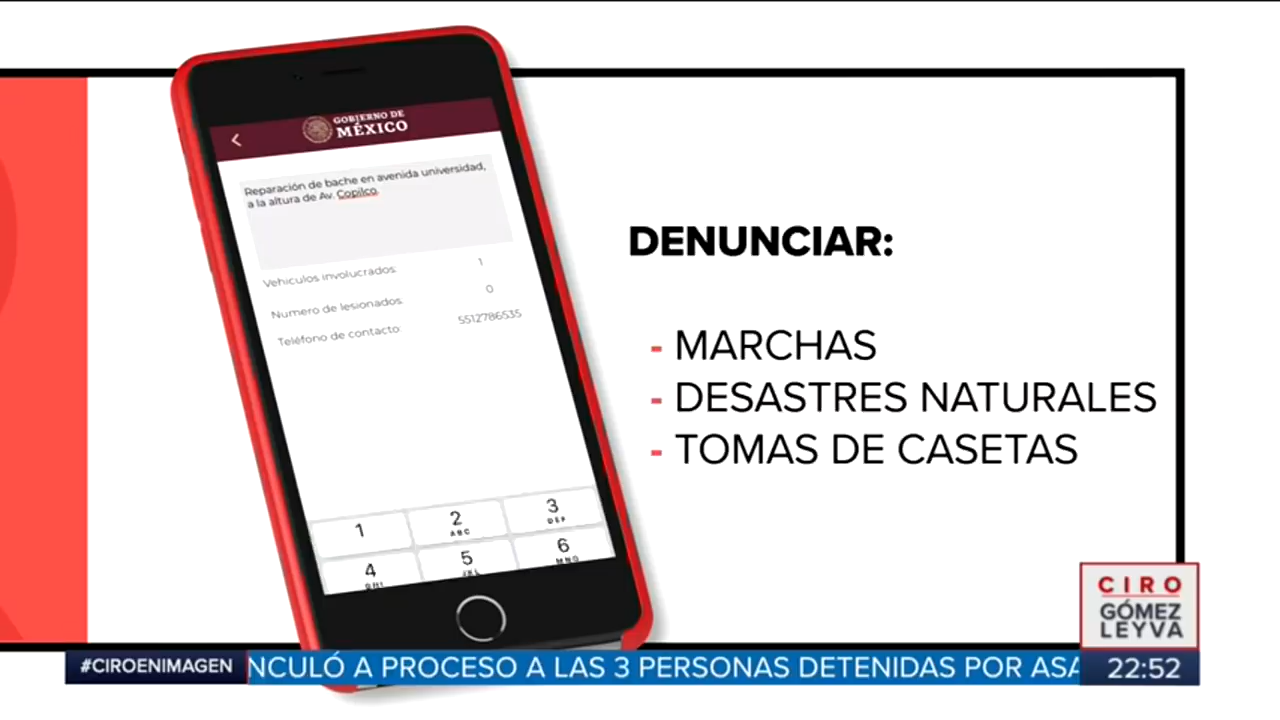 GOBIERNO DE
MÉXICO
Reparación de bache en avenida universidad,
a la altura de Av. Copilco.
Vehiculos involucrados: 1
Numero de lesionados: 0
Teléfono de contacto: 5512786535
1 2 3
ABC DEF
4 5 6
GHI JKL MNO
DENUNCIAR:
- MARCHAS
- DESASTRES NATURALES
- TOMAS DE CASETAS
CIRO
GÓMEZ
LEYVA
#CIROENIMAGEN NCULÓ A PROCESO A LAS 3 PERSONAS DETENIDAS POR ASA 22:52